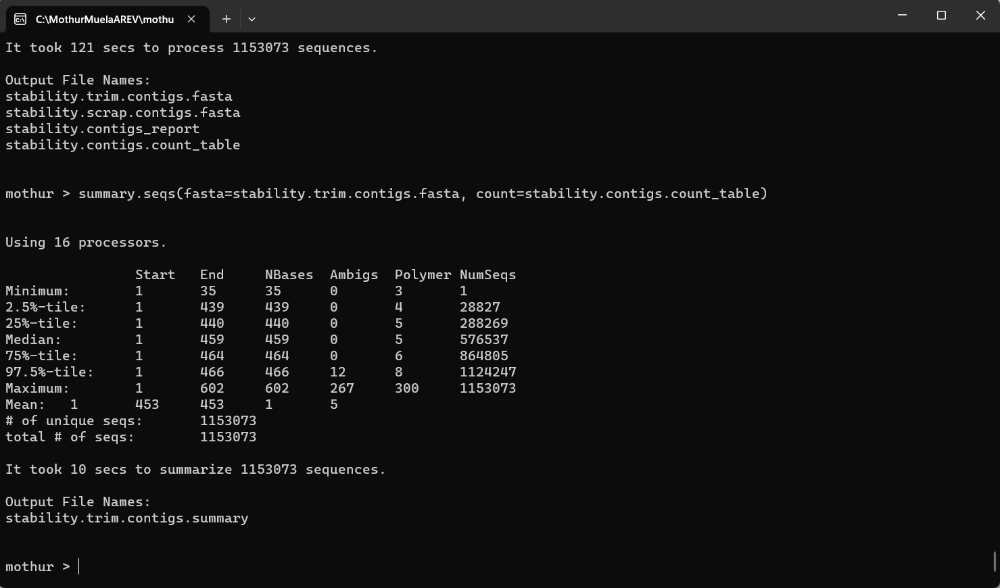 C:\MothurMuelaAREV\mothu
It took 121 secs to process 1153073 sequences.
Output File Names:
stability.trim.contigs.fasta
stability.scrap.contigs.fasta
stability.contigs_report
stability.contigs.count_table
mothur > summary.seqs(fasta=stability.trim.contigs.fasta, count=stability.contigs.count_table)
Using 16 processors.
Start End NBases Ambigs Polymer NumSeqs
Minimum: 1 35 35 0 3 1
2.5%-tile: 1 439 439 0 4 28827
25%-tile: 1 440 440 0 5 288269
Median: 1 459 459 0 5 576537
75%-tile: 1 464 464 0 6 864805
97.5%-tile: 1 466 466 12 8 1124247
Maximum: 1 602 602 267 300 1153073
Mean: 1 453 453 1 5
# of unique seqs: 1153073
total # of seqs: 1153073
It took 10 secs to summarize 1153073 sequences.
Output File Names:
stability.trim.contigs.summary
mothur >